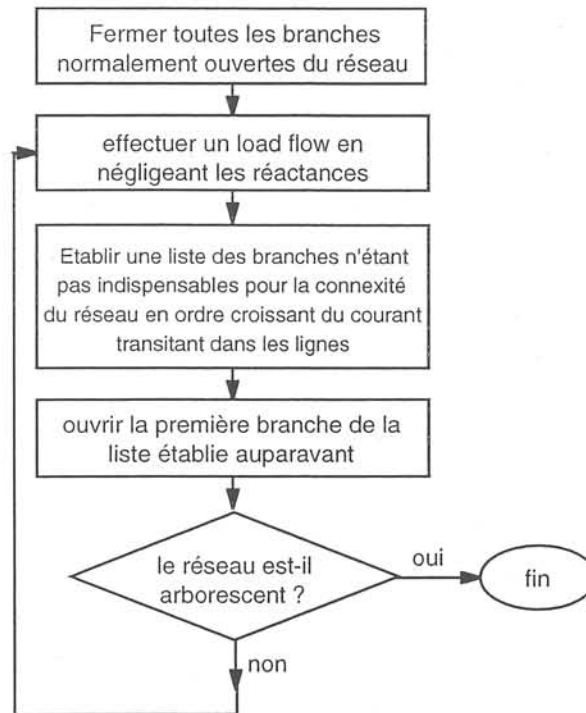 Fermer toutes les branches
normalement ouvertes du réseau
effectuer un load flow en
négligeant les réactances
Etablir une liste des branches n'étant
pas indispensables pour la connexité
du réseau en ordre croissant du courant
transitant dans les lignes
ouvrir la première branche de la
liste établie auparavant
le réseau est-il
arborescent ?
oui
fin
non